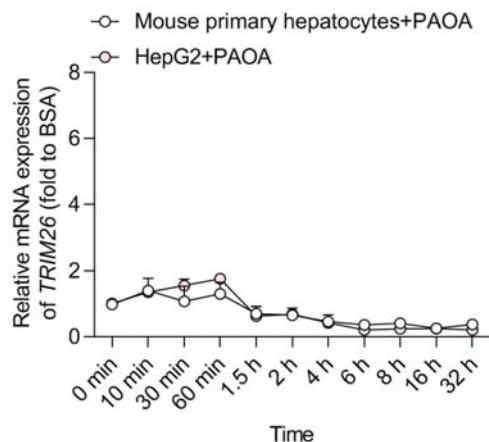 Mouse primary hepatocytes+PAOA
HepG2+PAOA
Relative mRNA expression
of TRIM26 (fold to BSA)
8
6
4
2
0
0 min
10 min
30 min
60 min
1.5 h
2 h
4 h
6 h
8 h
16 h
32 h
Time